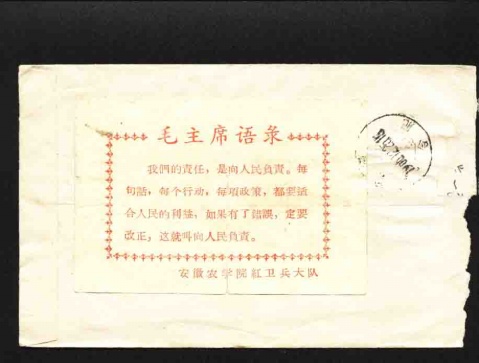 毛主席语录
我們的責任，是向人民負責。每
句話，每个行动，每項政策，都要适
合人民的利益，如果有了錯誤，定要
改正，这就叫向人民負責。
安徽农学院紅卫兵大队